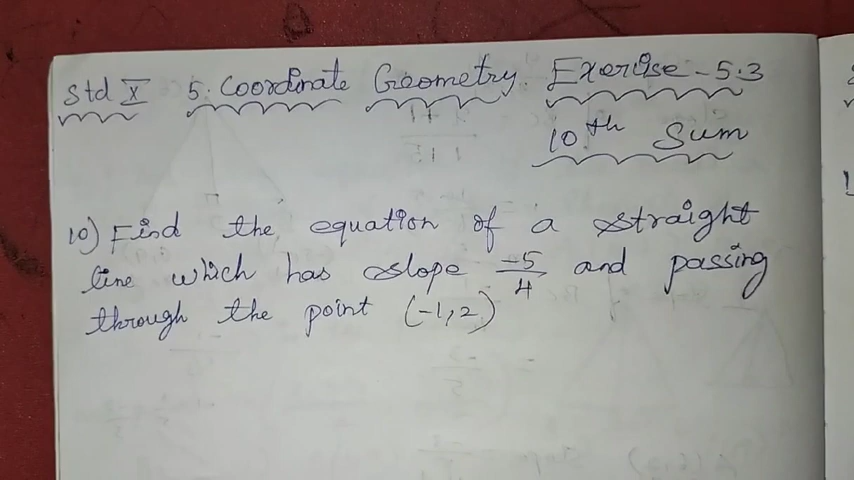 Std X 5. Coordinate Geometry. Exercise - 5.3
10th Sum
10) Find the equation of a straight
line which has slope -5/4 and passing
through the point (-1,2)